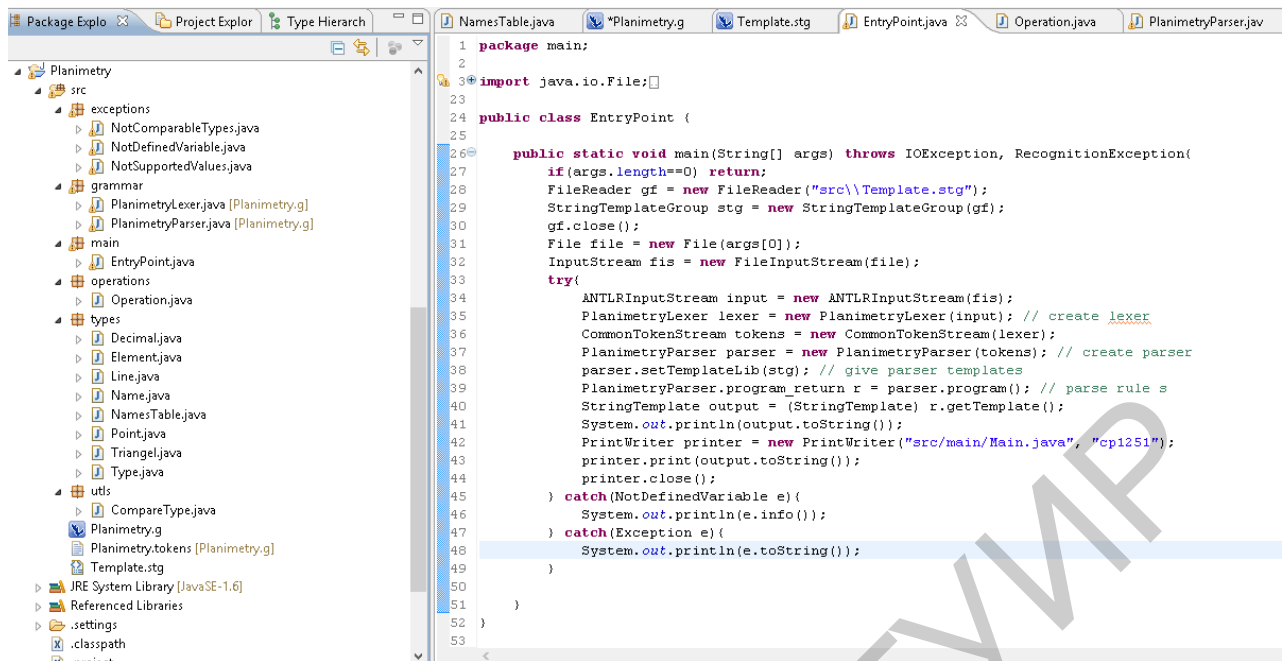 Package Explo
Project Explor
Type Hierarch
NamesTable.java
*Planimetry.g
Template.stg
EntryPoint.java
Operation.java
PlanimetryParser.jav
Planimetry
src
exceptions
NotComparableTypes.java
NotDefinedVariable.java
NotSupportedValues.java
grammar
PlanimetryLexer.java [Planimetry.g]
PlanimetryParser.java [Planimetry.g]
main
EntryPoint.java
operations
Operation.java
types
Decimal.java
Element.java
Line.java
Name.java
NamesTable.java
Point.java
Triangel.java
Type.java
utls
CompareType.java
Planimetry.g
Planimetry.tokens [Planimetry.g]
Template.stg
JRE System Library [JavaSE-1.6]
Referenced Libraries
.settings
.classpath
.project
1 package main;
2
3 import java.io.File;
23
24 public class EntryPoint {
25
26 public static void main(String[] args) throws IOException, RecognitionException{
27 if(args.length==0) return;
28 FileReader gf = new FileReader("src\\Template.stg");
29 StringTemplateGroup stg = new StringTemplateGroup(gf);
30 gf.close();
31 File file = new File(args[0]);
32 InputStream fis = new FileInputStream(file);
33 try{
34 ANTLRInputStream input = new ANTLRInputStream(fis);
35 PlanimetryLexer lexer = new PlanimetryLexer(input); // create lexer
36 CommonTokenStream tokens = new CommonTokenStream(lexer);
37 PlanimetryParser parser = new PlanimetryParser(tokens); // create parser
38 parser.setTemplateLib(stg); // give parser templates
39 PlanimetryParser.program_return r = parser.program(); // parse rule s
40 StringTemplate output = (StringTemplate) r.getTemplate();
41 System.out.println(output.toString());
42 PrintWriter printer = new PrintWriter("src/main/Main.java", "cp1251");
43 printer.print(output.toString());
44 printer.close();
45 } catch(NotDefinedVariable e){
46 System.out.println(e.info());
47 } catch(Exception e){
48 System.out.println(e.toString());
49 }
50
51 }
52 }
53
ГУИР